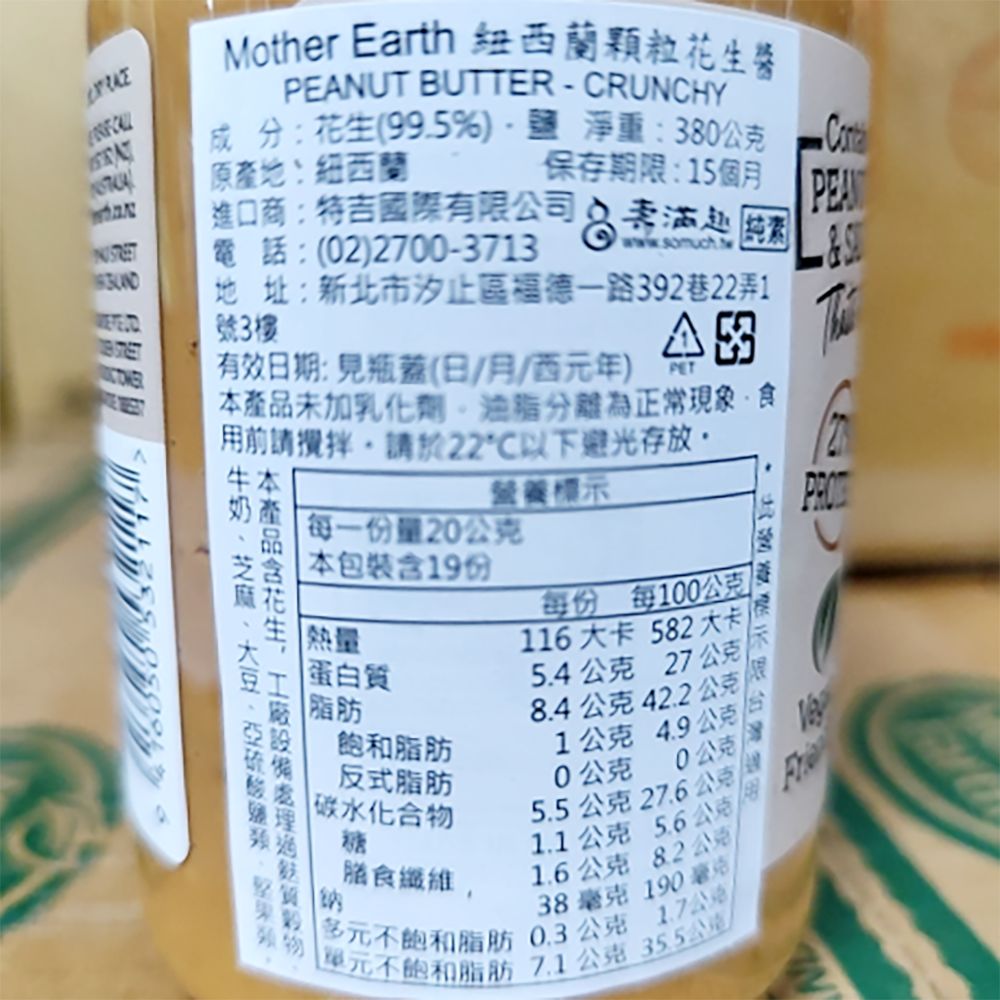 Mother Earth 紐西蘭顆粒花生醬
PEANUT BUTTER - CRUNCHY
成 分：花生(99.5%)、鹽 淨重：380公克
原產地：紐西蘭 保存期限：15個月
進口商：特吉國際有限公司 壽滿趣 純素
www.somuch.tw
電 話：(02)2700-3713
地 址：新北市汐止區福德一路392巷22弄1
號3樓
1
PET
有效日期: 見瓶蓋(日/月/西元年)
本產品未加乳化劑，油脂分離為正常現象，食
用前請攪拌。請於22°C以下避光存放。
本產品含花生，工廠設備處理過麩質穀物、
牛奶、芝麻、大豆、亞硫酸鹽類、堅果類。
營養標示
每一份量20公克
本包裝含19份
每份 每100公克
熱量 116 大卡 582 大卡
蛋白質 5.4 公克 27 公克
脂肪 8.4 公克 42.2 公克
飽和脂肪 1 公克 4.9 公克
反式脂肪 0 公克 0 公克
碳水化合物 5.5 公克 27.6 公克
糖 1.1 公克 5.6 公克
膳食纖維 1.6 公克 8.2 公克
鈉 38 毫克 190 毫克
多元不飽和脂肪 0.3 公克 1.7公克
單元不飽和脂肪 7.1 公克 35.5公克
*此營養標示限台灣適用
PEAN
&
PROTE